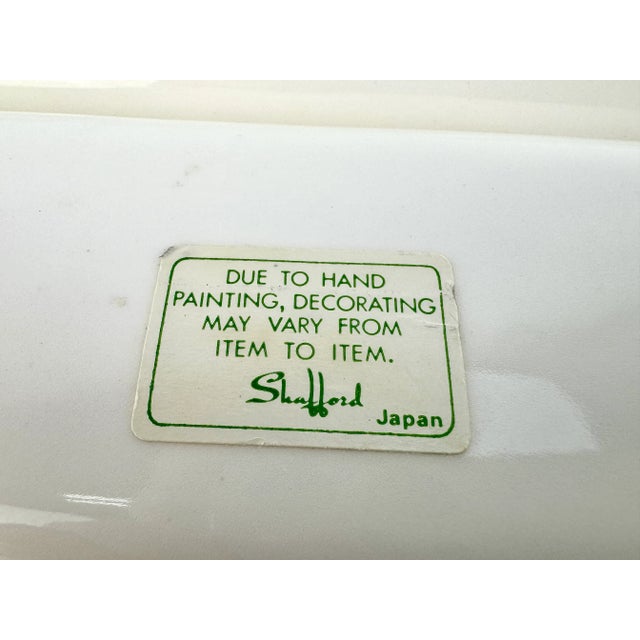 DUE TO HAND
PAINTING, DECORATING
MAY VARY FROM
ITEM TO ITEM.
Shafford
Japan